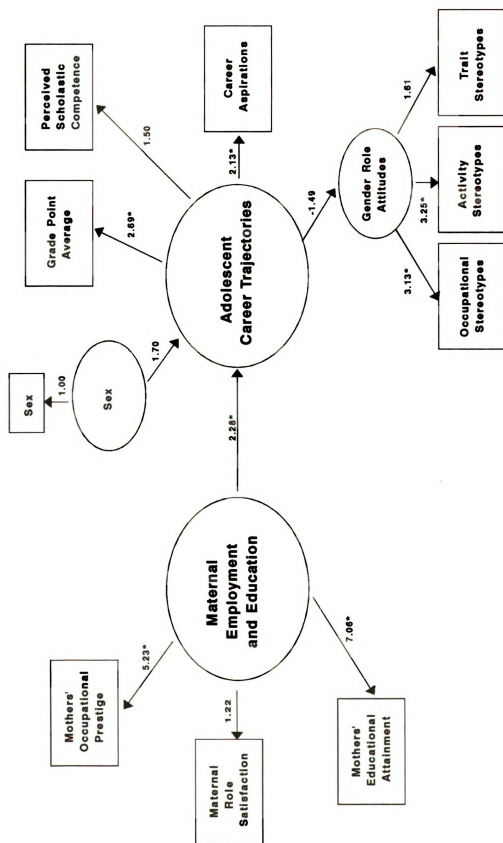 Mothers'
Occupational
Prestige
5.23*
Maternal
Role
Satisfaction
1.22
Mothers'
Educational
Attainment
7.06*
Maternal
Employment
and Education
2.28*
Sex
1.00
Sex
1.70
Grade Point
Average
2.69*
Perceived
Scholastic
Competence
1.50
Adolescent
Career Trajectories
2.13*
Career
Aspirations
-1.49
Gender Role
Attitudes
3.13*
3.25*
1.61
Occupational
Stereotypes
Activity
Stereotypes
Trait
Stereotypes